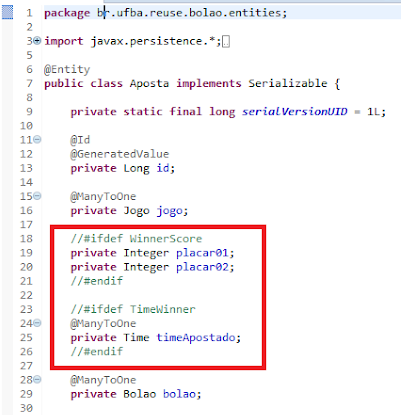 1 package br.ufba.reuse.bolao.entities;
2
3 import javax.persistence.*;
5
6 @Entity
7 public class Aposta implements Serializable {
8
9 private static final long serialVersionUID = 1L;
10
11 @Id
12 @GeneratedValue
13 private Long id;
14
15 @ManyToOne
16 private Jogo jogo;
17
18 //#ifdef WinnerScore
19 private Integer placar01;
20 private Integer placar02;
21 //#endif
22
23 //#ifdef TimeWinner
24 @ManyToOne
25 private Time timeApostado;
26 //#endif
27
28 @ManyToOne
29 private Bolao bolao;
30